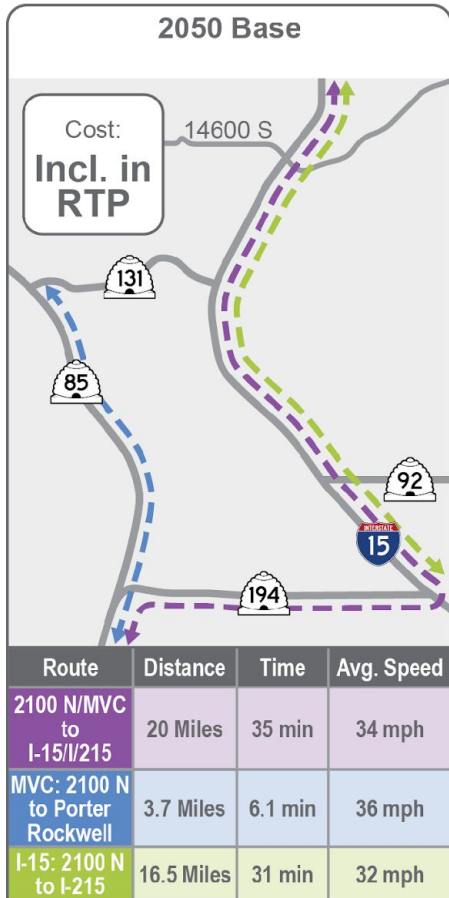 2050 Base
Cost:
Incl. in
RTP
14600 S
131
85
92
INTERSTATE
15
194
Route Distance Time Avg. Speed
2100 N/MVC
to
I-15/I/215
20 Miles 35 min 34 mph
MVC: 2100 N
to Porter
Rockwell
3.7 Miles 6.1 min 36 mph
I-15: 2100 N
to I-215
16.5 Miles 31 min 32 mph